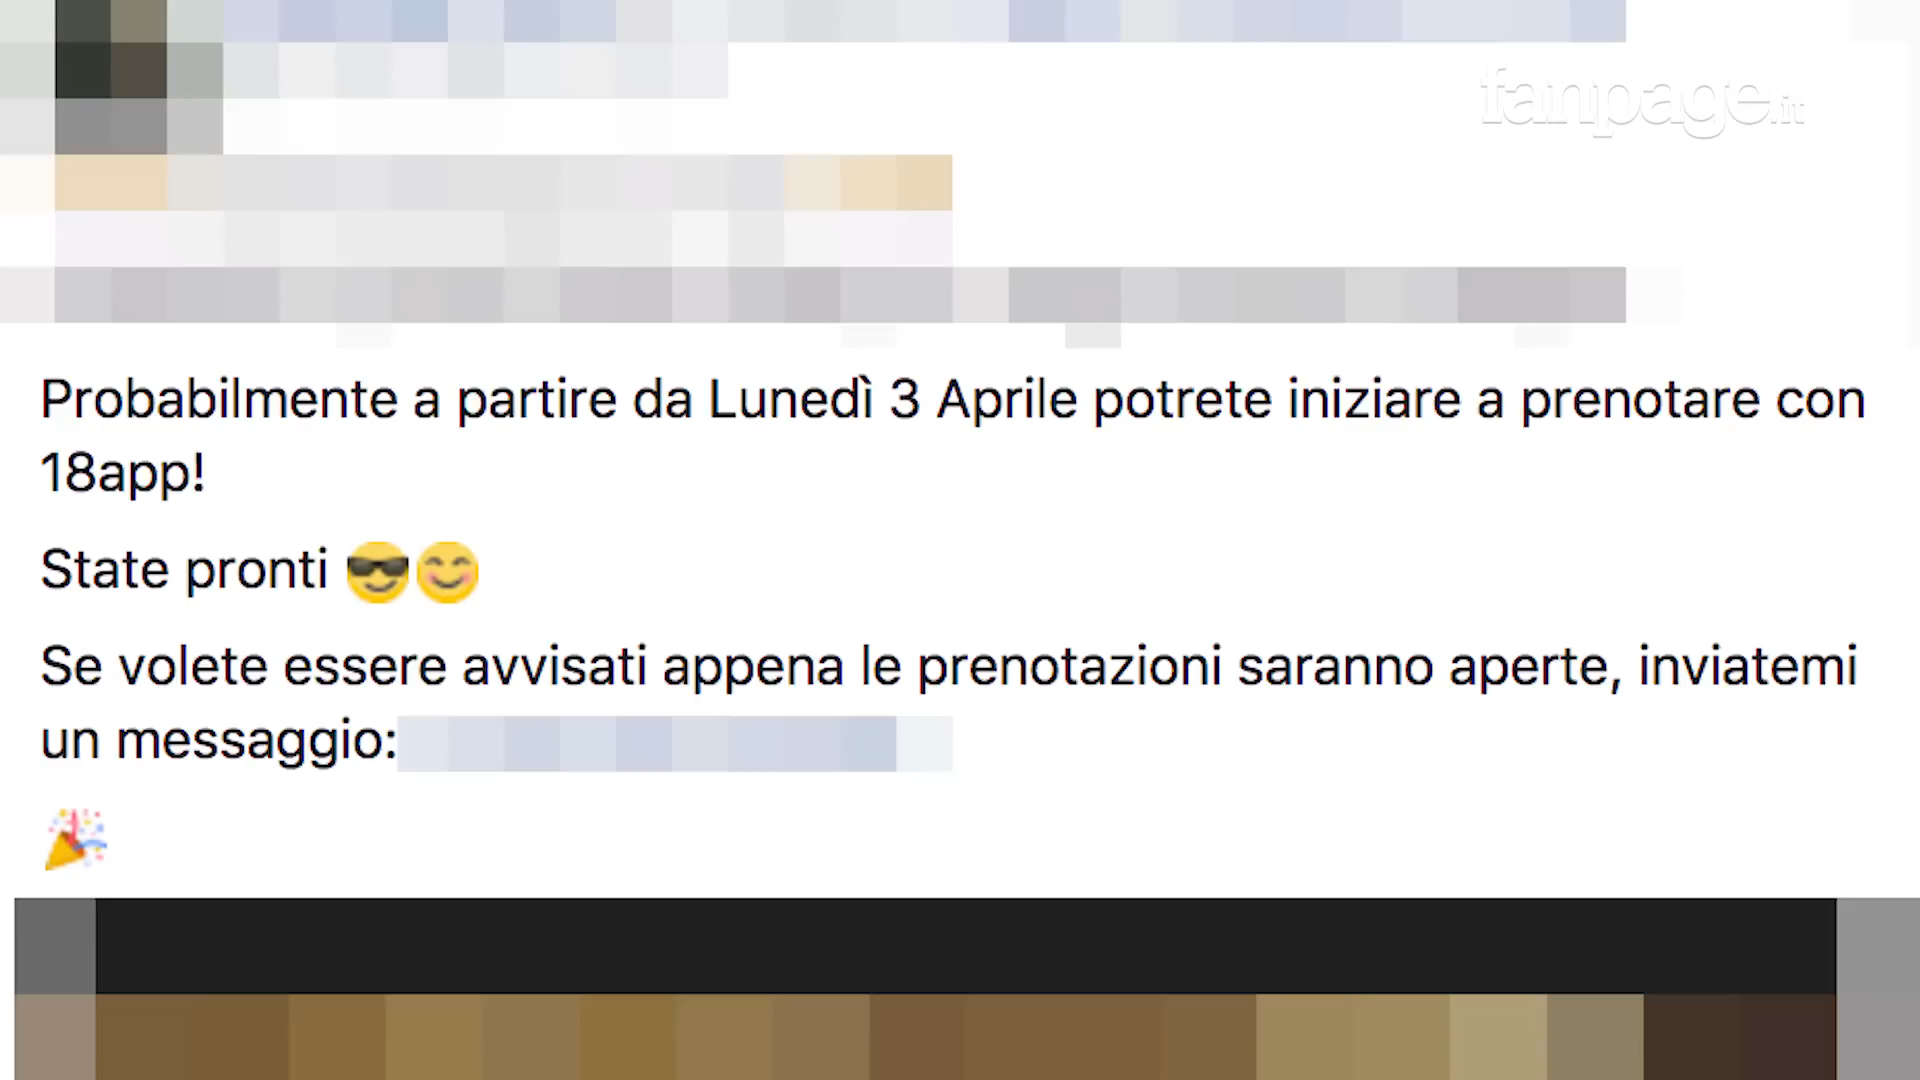 fanpage.it
Probabilmente a partire da Lunedì 3 Aprile potrete iniziare a prenotare con
18app!
State pronti 😎😊
Se volete essere avvisati appena le prenotazioni saranno aperte, inviatemi
un messaggio:
🎉